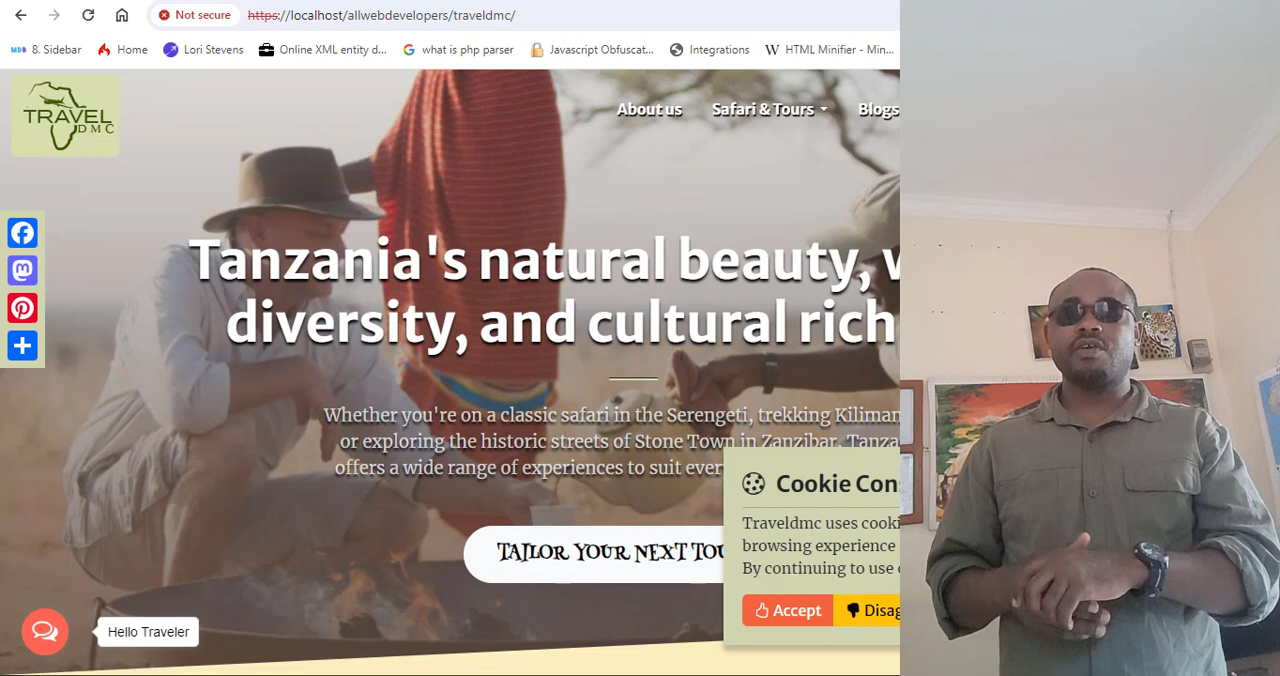 Not secure https://localhost/allwebdevelopers/traveldmc/
MDB 8. Sidebar Home Lori Stevens Online XML entity d... what is php parser Javascript Obfuscat... Integrations W HTML Minifier - Min...
TRAVEL
DMC
About us Safari & Tours Blogs
Tanzania's natural beauty,
diversity, and cultural rich
Whether you're on a classic safari in the Serengeti, trekking Kiliman
or exploring the historic streets of Stone Town in Zanzibar, Tanza
offers a wide range of experiences to suit ever
TAILOR YOUR NEXT TOU
Cookie Con
Traveldmc uses cooki
browsing experience
By continuing to use
Accept Disag
Hello Traveler